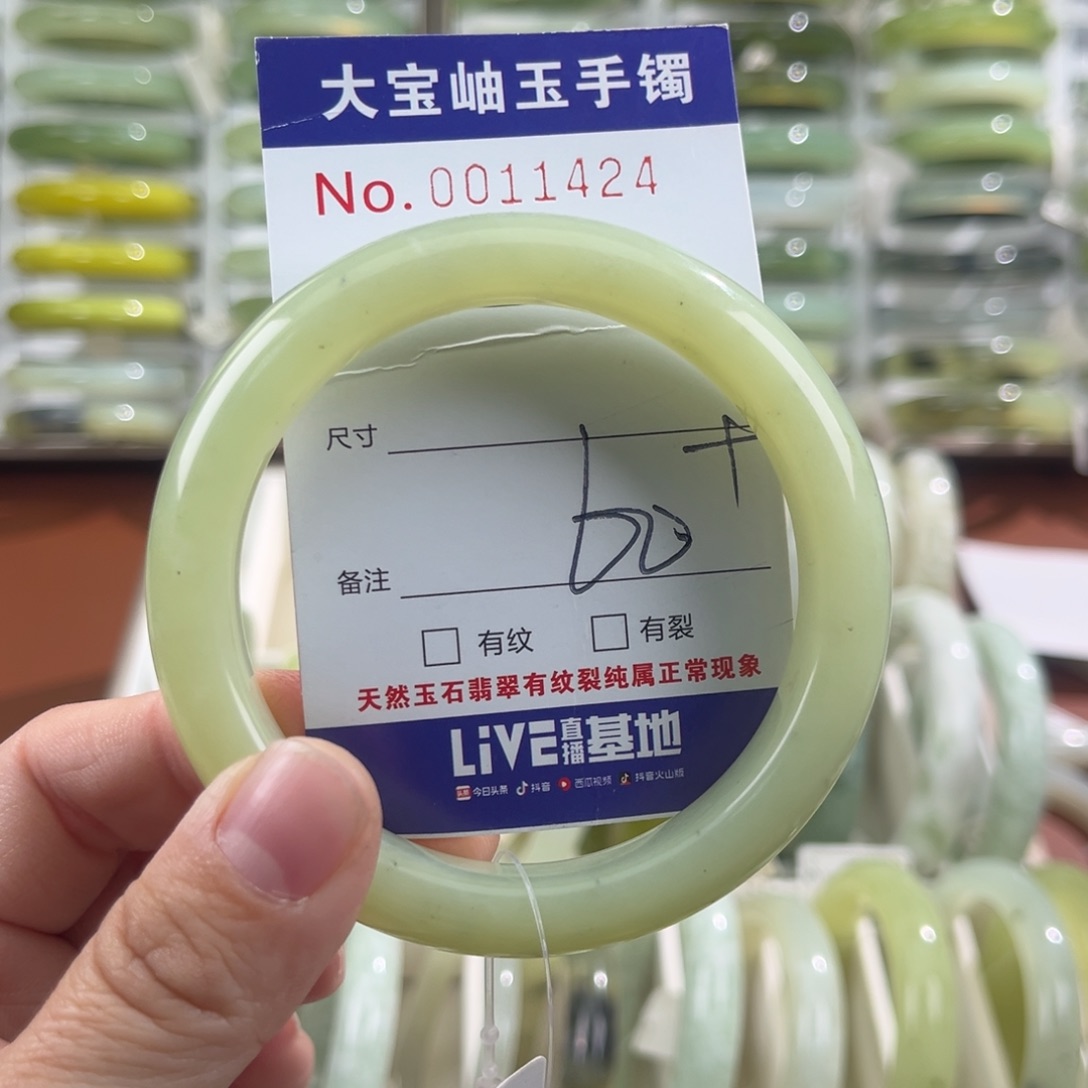 大宝岫玉手镯
No. 0011424
尺寸
60+
备注
有纹 有裂
天然玉石翡翠有纹裂纯属正常现象
LiVE直播基地
头条 今日头条 抖音 西瓜视频 抖音火山版